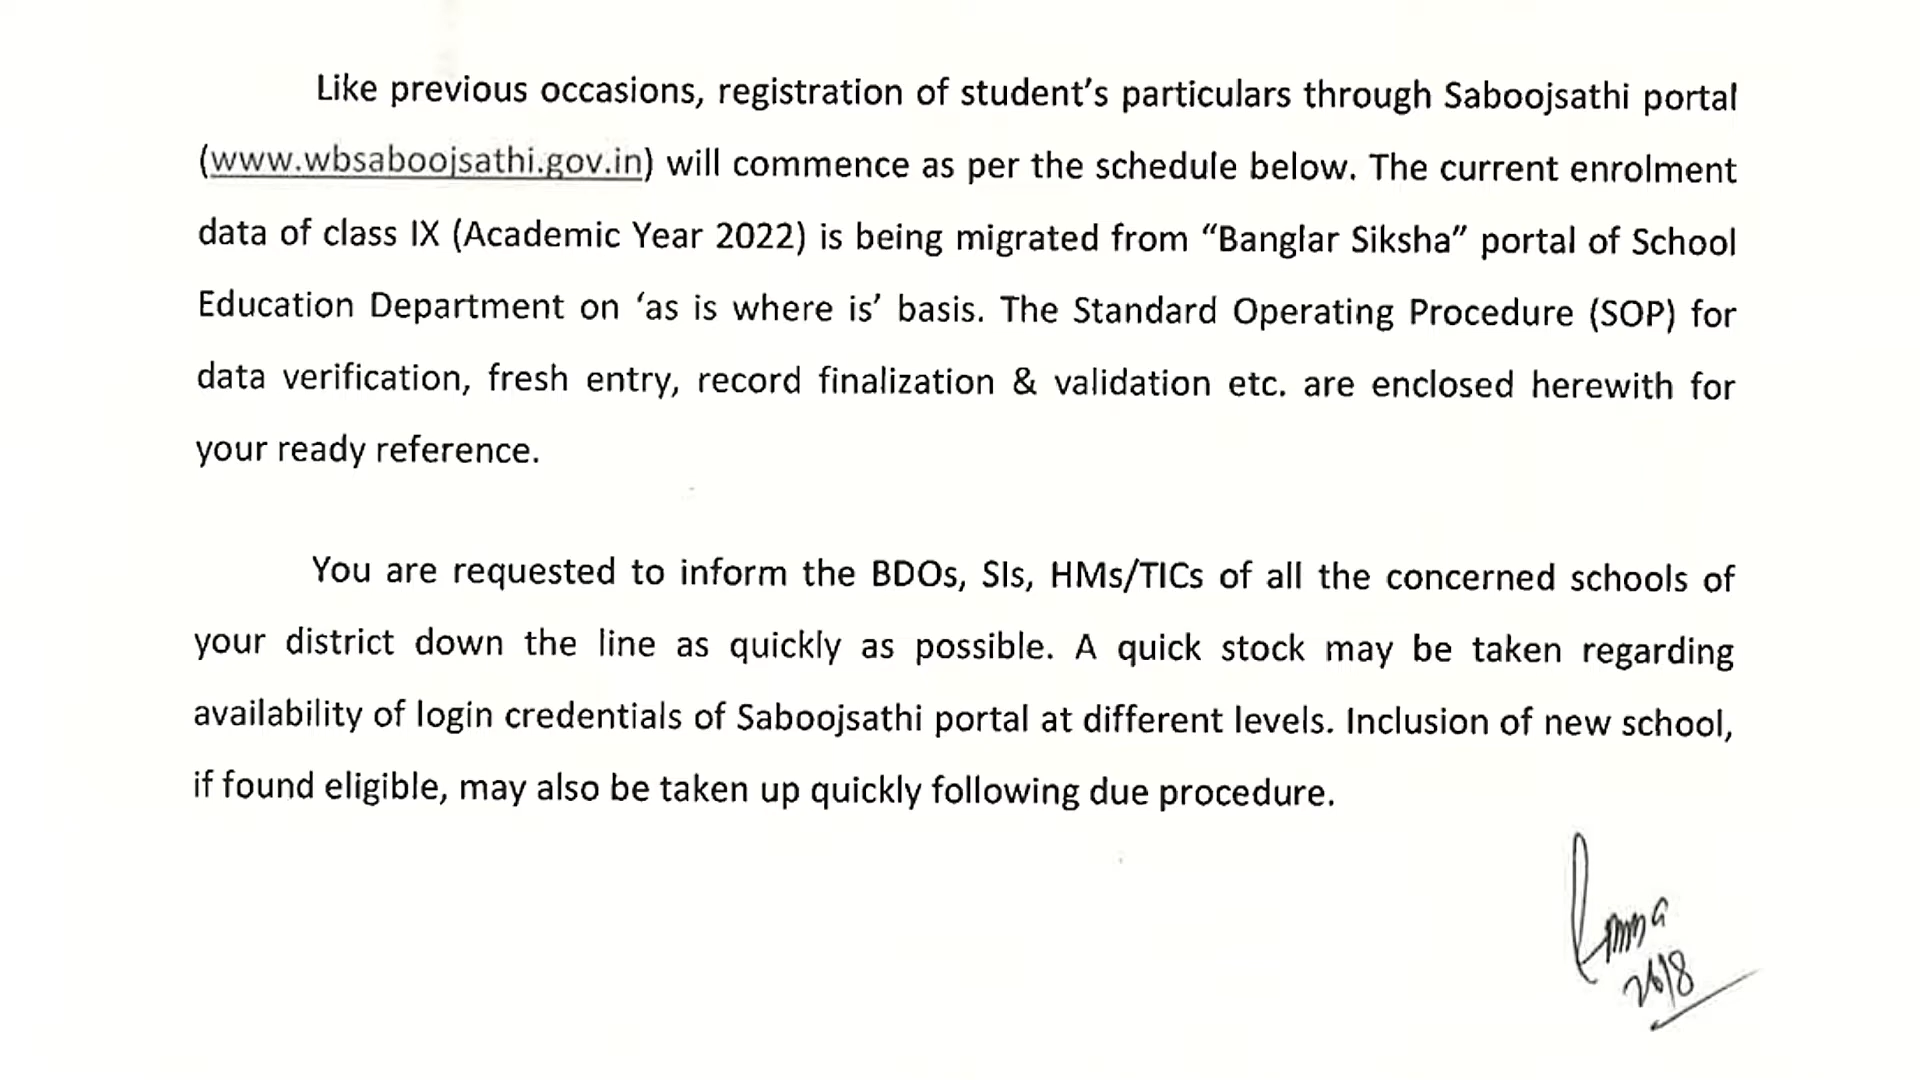 Like previous occasions, registration of student’s particulars through Saboojsathi portal
(www.wbsaboojsathi.gov.in) will commence as per the schedule below. The current enrolment
data of class IX (Academic Year 2022) is being migrated from “Banglar Siksha” portal of School
Education Department on ‘as is where is’ basis. The Standard Operating Procedure (SOP) for
data verification, fresh entry, record finalization & validation etc. are enclosed herewith for
your ready reference.
You are requested to inform the BDOs, SIs, HMs/TICs of all the concerned schools of
your district down the line as quickly as possible. A quick stock may be taken regarding
availability of login credentials of Saboojsathi portal at different levels. Inclusion of new school,
if found eligible, may also be taken up quickly following due procedure.
26/8